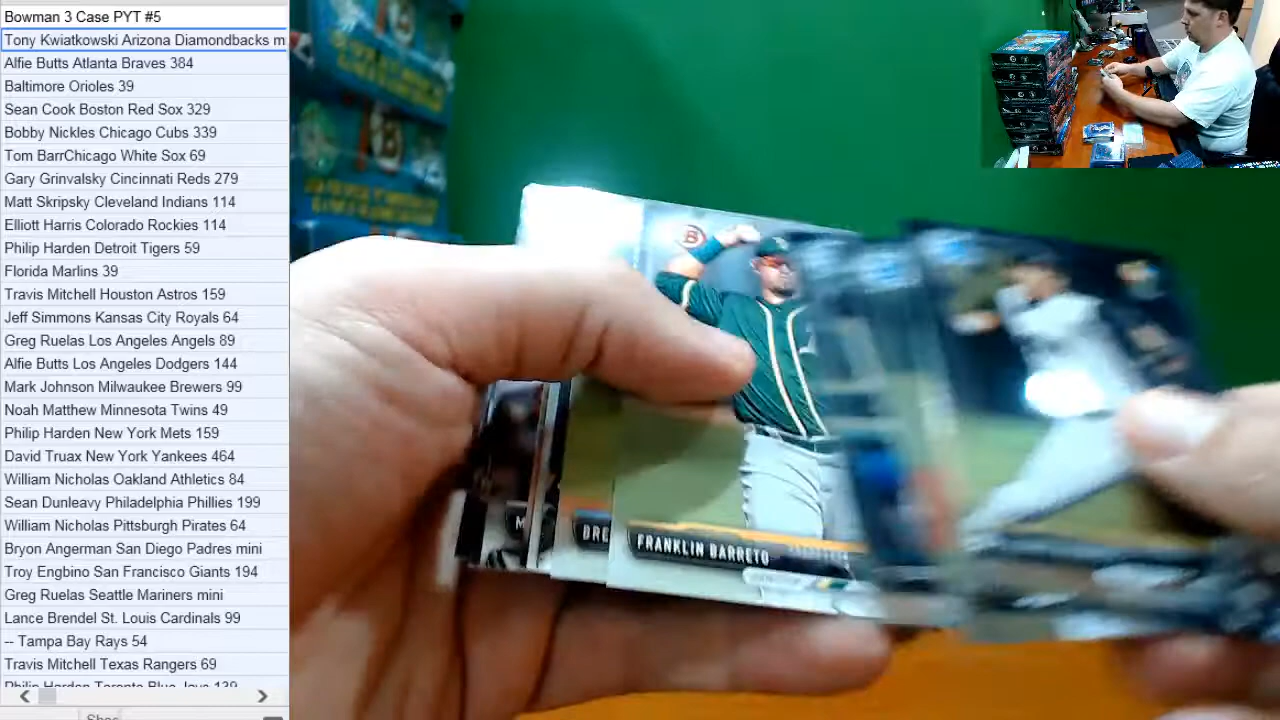 Bowman 3 Case PYT #5
Tony Kwiatkowski Arizona Diamondbacks m
Alfie Butts Atlanta Braves 384
Baltimore Orioles 39
Sean Cook Boston Red Sox 329
Bobby Nickles Chicago Cubs 339
Tom BarrChicago White Sox 69
Gary Grinvalsky Cincinnati Reds 279
Matt Skripsky Cleveland Indians 114
Elliott Harris Colorado Rockies 114
Philip Harden Detroit Tigers 59
Florida Marlins 39
Travis Mitchell Houston Astros 159
Jeff Simmons Kansas City Royals 64
Greg Ruelas Los Angeles Angels 89
Alfie Butts Los Angeles Dodgers 144
Mark Johnson Milwaukee Brewers 99
Noah Matthew Minnesota Twins 49
Philip Harden New York Mets 159
David Truax New York Yankees 464
William Nicholas Oakland Athletics 84
Sean Dunleavy Philadelphia Phillies 199
William Nicholas Pittsburgh Pirates 64
Bryon Angerman San Diego Padres mini
Troy Engbino San Francisco Giants 194
Greg Ruelas Seattle Mariners mini
Lance Brendel St. Louis Cardinals 99
-- Tampa Bay Rays 54
Travis Mitchell Texas Rangers 69
Philip Harden Toronto Blue Jays 139
B
M
BRE
FRANKLIN BARRETO